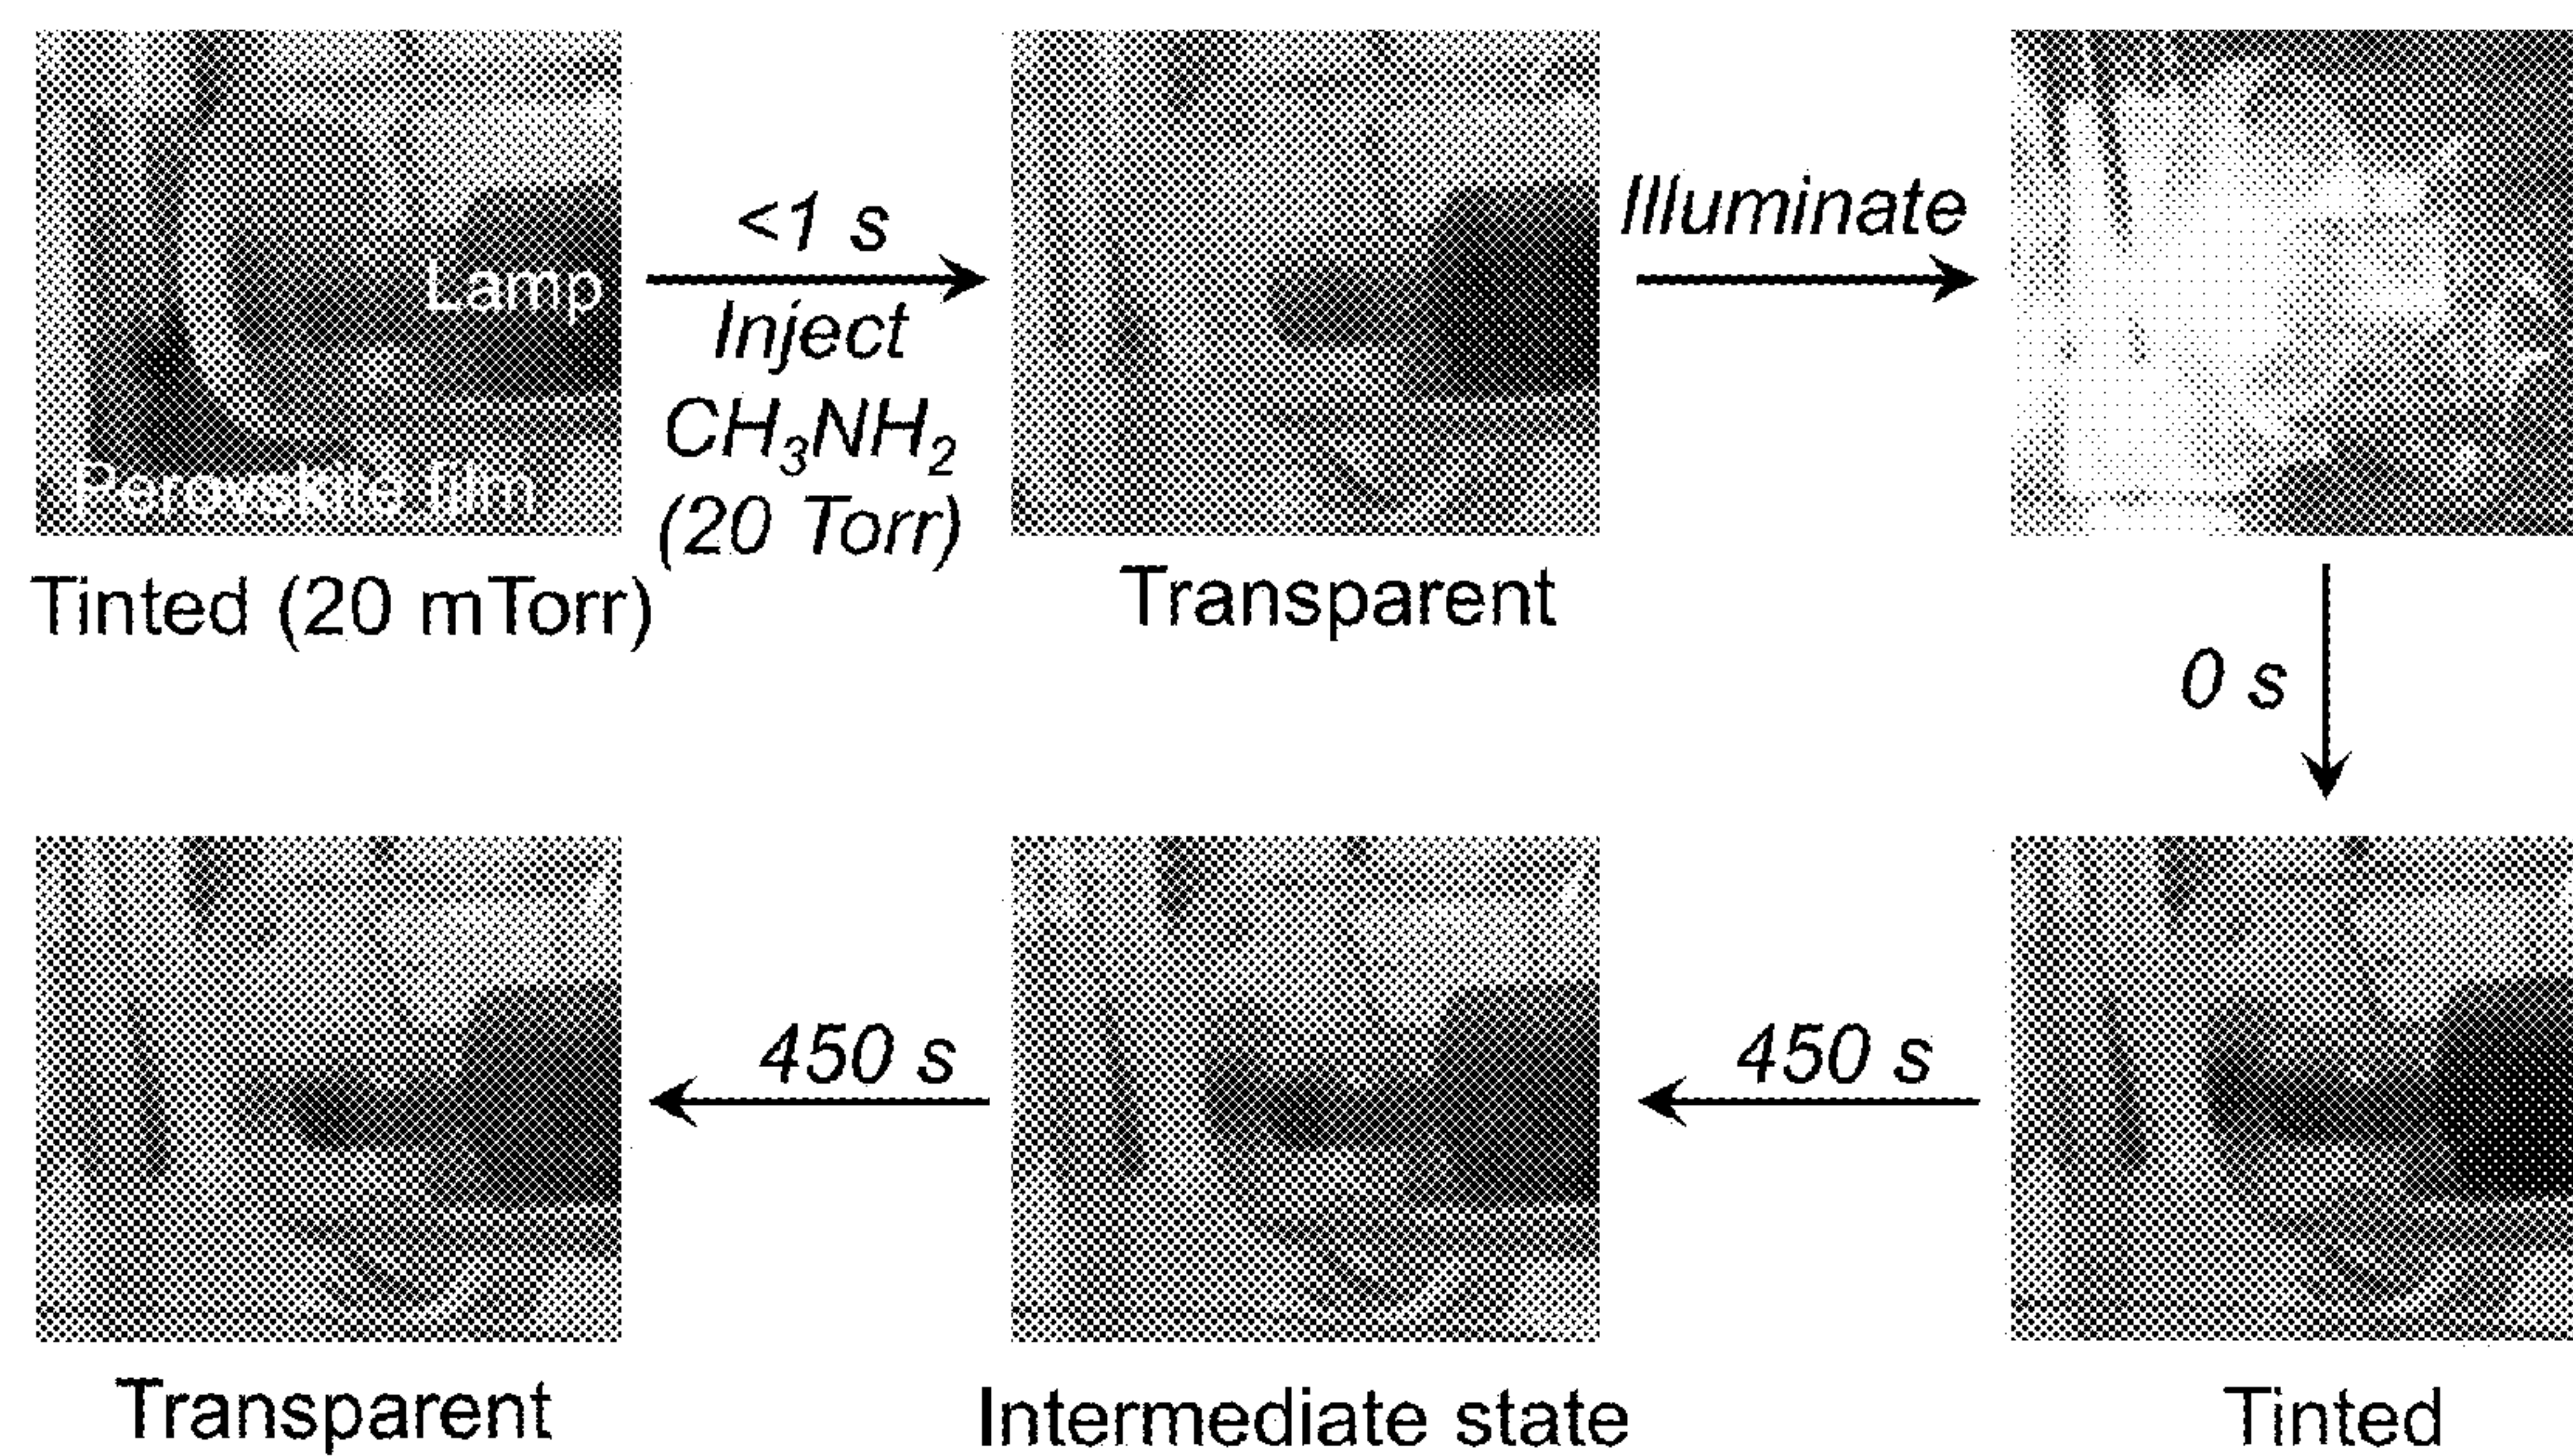 Lamp
Perovskite film
Tinted (20 mTorr)
<1 s
Inject
CH₃NH₂
(20 Torr)
Transparent
Illuminate
0 s
Tinted
450 s
Intermediate state
450 s
Transparent